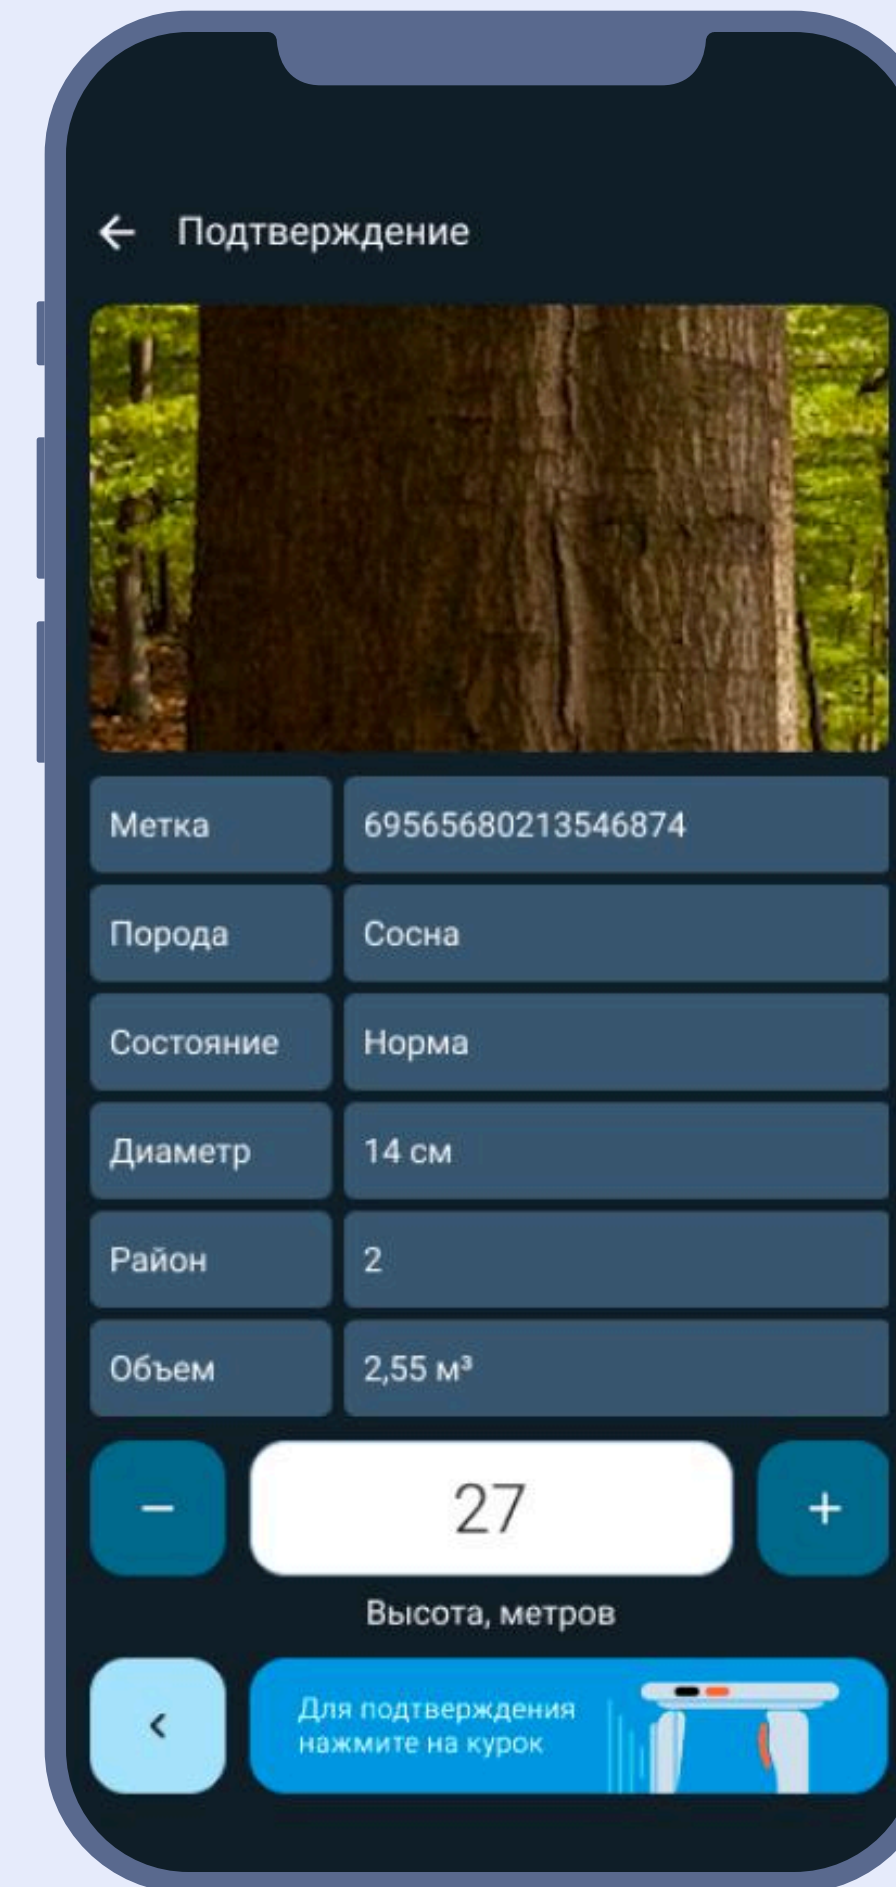 ← Подтверждение
Метка 69565680213546874
Порода Сосна
Состояние Норма
Диаметр 14 см
Район 2
Объем 2,55 м³
− 27 +
Высота, метров
Для подтверждения
нажмите на курок